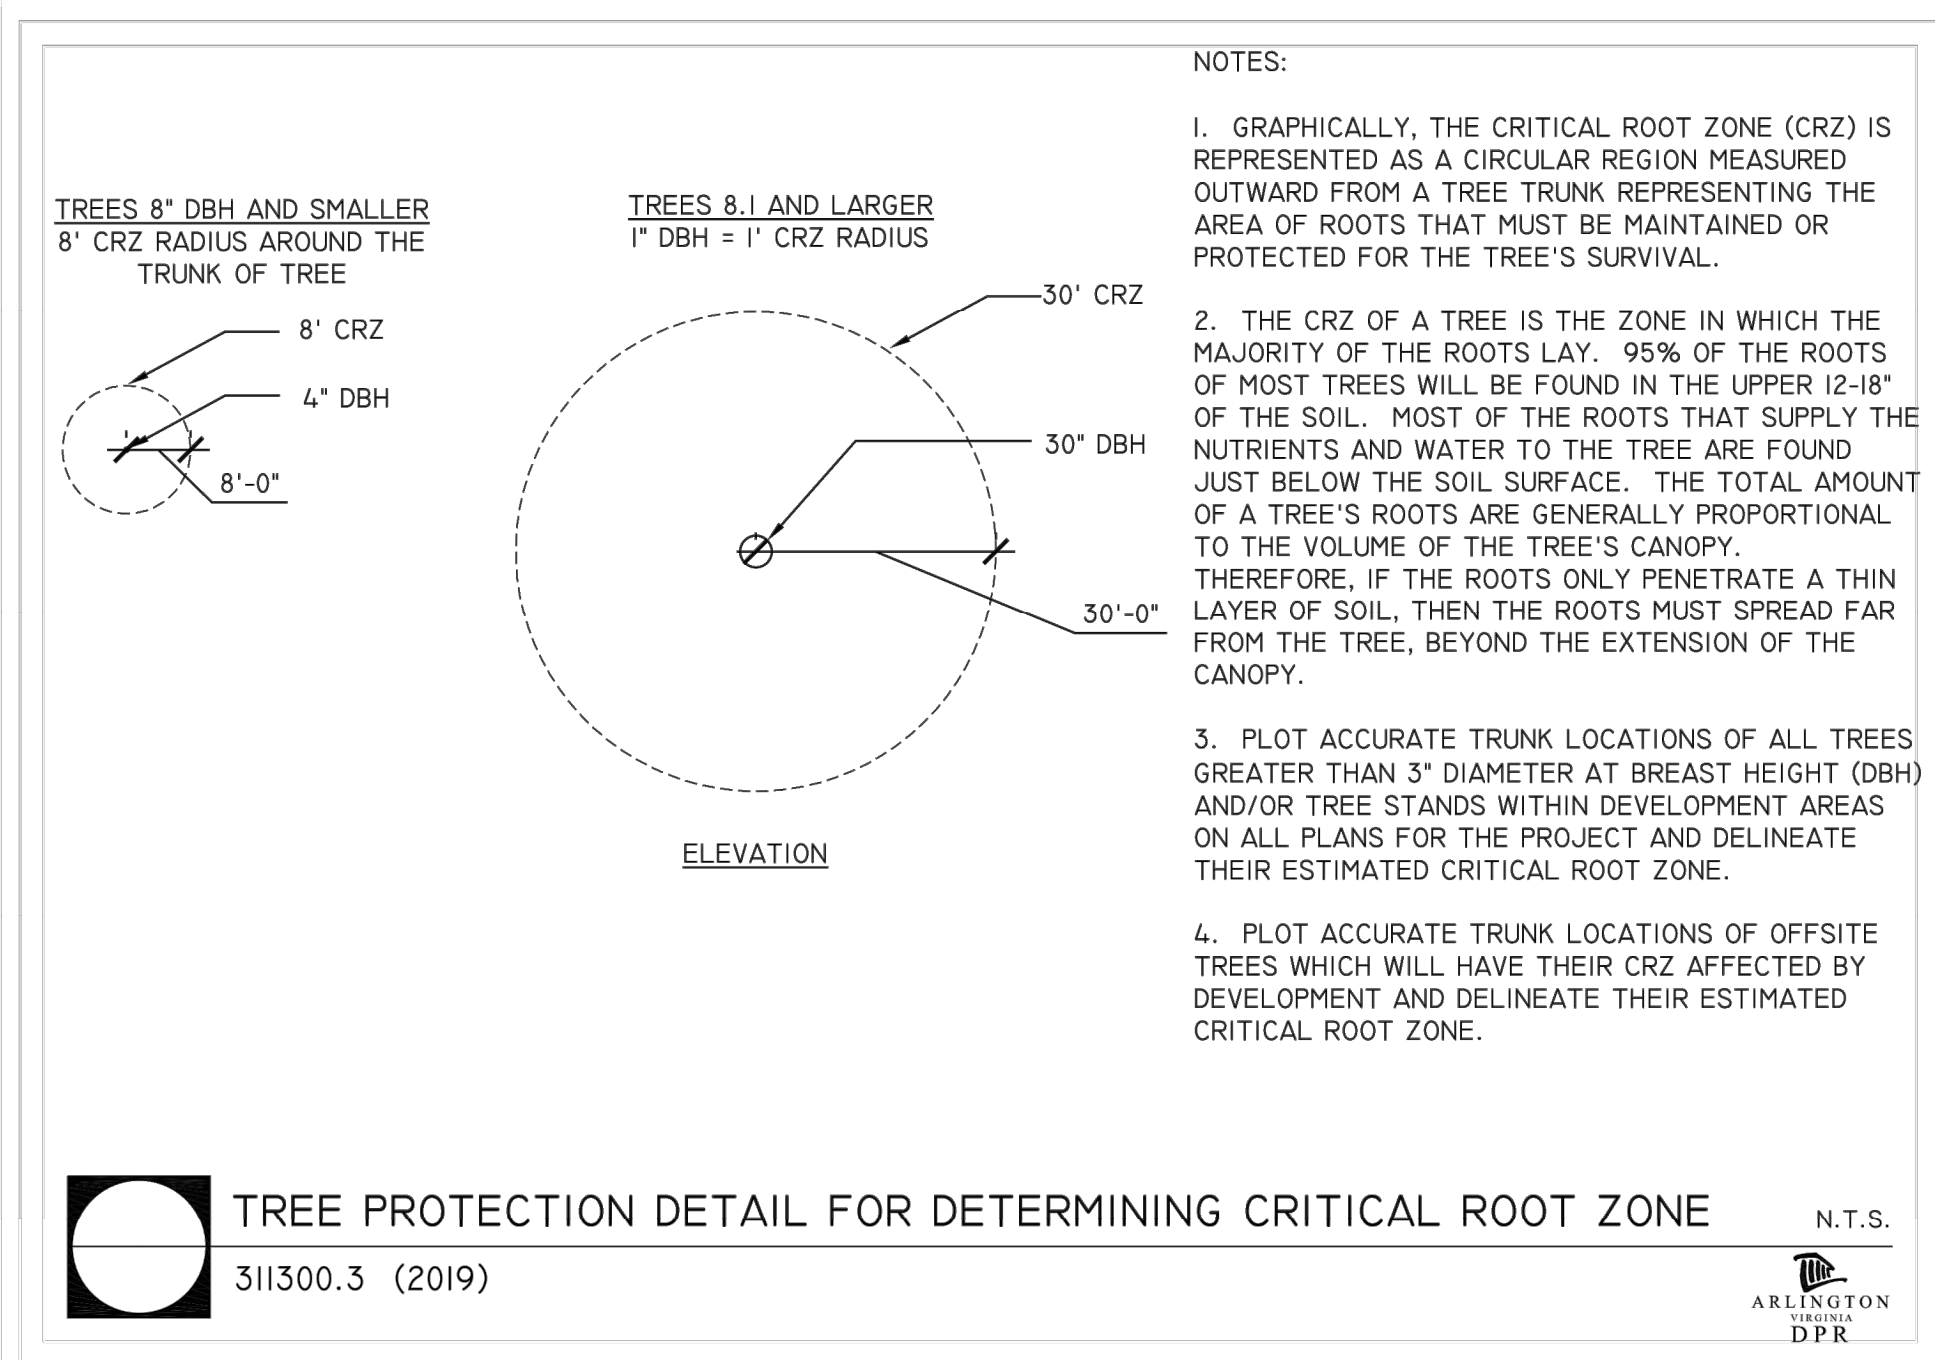 TREES 8" DBH AND SMALLER
8' CRZ RADIUS AROUND THE
TRUNK OF TREE
8' CRZ
4" DBH
8'-0"
TREES 8.1 AND LARGER
1" DBH = 1' CRZ RADIUS
30' CRZ
30" DBH
30'-0"
ELEVATION
NOTES:
1. GRAPHICALLY, THE CRITICAL ROOT ZONE (CRZ) IS
REPRESENTED AS A CIRCULAR REGION MEASURED
OUTWARD FROM A TREE TRUNK REPRESENTING THE
AREA OF ROOTS THAT MUST BE MAINTAINED OR
PROTECTED FOR THE TREE'S SURVIVAL.
2. THE CRZ OF A TREE IS THE ZONE IN WHICH THE
MAJORITY OF THE ROOTS LAY. 95% OF THE ROOTS
OF MOST TREES WILL BE FOUND IN THE UPPER 12-18"
OF THE SOIL. MOST OF THE ROOTS THAT SUPPLY THE
NUTRIENTS AND WATER TO THE TREE ARE FOUND
JUST BELOW THE SOIL SURFACE. THE TOTAL AMOUNT
OF A TREE'S ROOTS ARE GENERALLY PROPORTIONAL
TO THE VOLUME OF THE TREE'S CANOPY.
THEREFORE, IF THE ROOTS ONLY PENETRATE A THIN
LAYER OF SOIL, THEN THE ROOTS MUST SPREAD FAR
FROM THE TREE, BEYOND THE EXTENSION OF THE
CANOPY.
3. PLOT ACCURATE TRUNK LOCATIONS OF ALL TREES
GREATER THAN 3" DIAMETER AT BREAST HEIGHT (DBH)
AND/OR TREE STANDS WITHIN DEVELOPMENT AREAS
ON ALL PLANS FOR THE PROJECT AND DELINEATE
THEIR ESTIMATED CRITICAL ROOT ZONE.
4. PLOT ACCURATE TRUNK LOCATIONS OF OFFSITE
TREES WHICH WILL HAVE THEIR CRZ AFFECTED BY
DEVELOPMENT AND DELINEATE THEIR ESTIMATED
CRITICAL ROOT ZONE.
TREE PROTECTION DETAIL FOR DETERMINING CRITICAL ROOT ZONE
N.T.S.
311300.3 (2019)
ARLINGTON
VIRGINIA
DPR